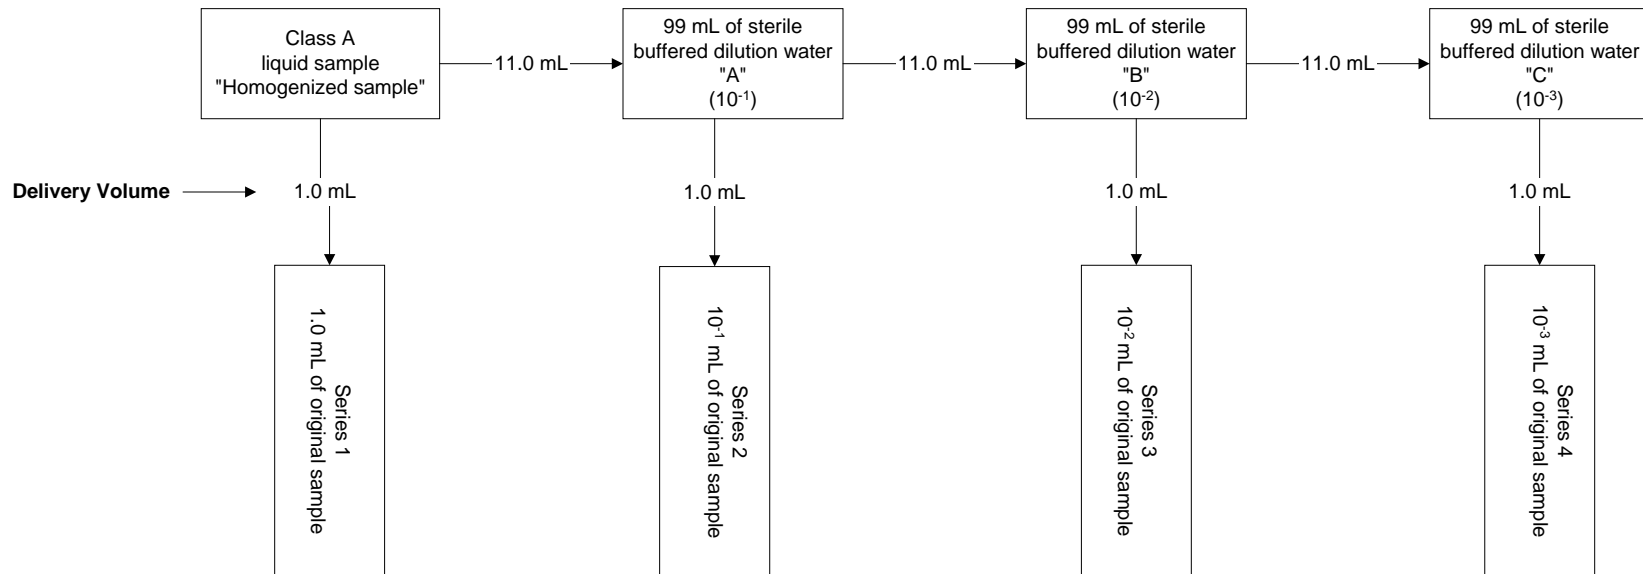 Class A
liquid sample
"Homogenized sample"
11.0 mL
99 mL of sterile
buffered dilution water
"A"
(10⁻¹)
11.0 mL
99 mL of sterile
buffered dilution water
"B"
(10⁻²)
11.0 mL
99 mL of sterile
buffered dilution water
"C"
(10⁻³)
Delivery Volume
1.0 mL
1.0 mL
1.0 mL
1.0 mL
Series 1
1.0 mL of original sample
Series 2
10⁻¹ mL of original sample
Series 3
10⁻² mL of original sample
Series 4
10⁻³ mL of original sample